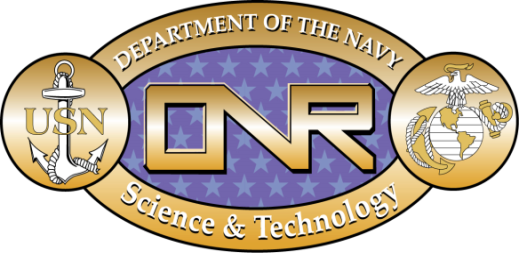 DEPARTMENT OF THE NAVY
USN
ONR
Science & Technology